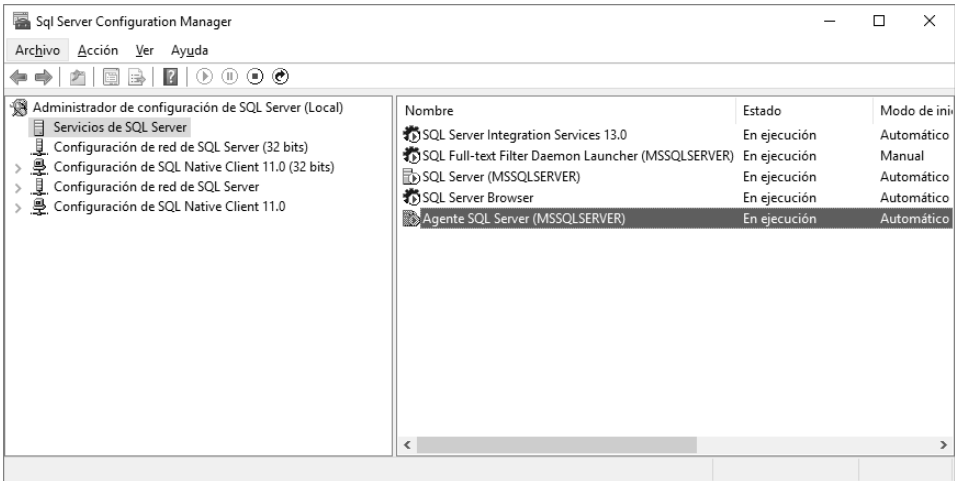 Sql Server Configuration Manager
Archivo Acción Ver Ayuda
Administrador de configuración de SQL Server (Local)
Servicios de SQL Server
Configuración de red de SQL Server (32 bits)
Configuración de SQL Native Client 11.0 (32 bits)
Configuración de red de SQL Server
Configuración de SQL Native Client 11.0
Nombre Estado Modo de ini
SQL Server Integration Services 13.0 En ejecución Automático
SQL Full-text Filter Daemon Launcher (MSSQLSERVER) En ejecución Manual
SQL Server (MSSQLSERVER) En ejecución Automático
SQL Server Browser En ejecución Automático
Agente SQL Server (MSSQLSERVER) En ejecución Automático